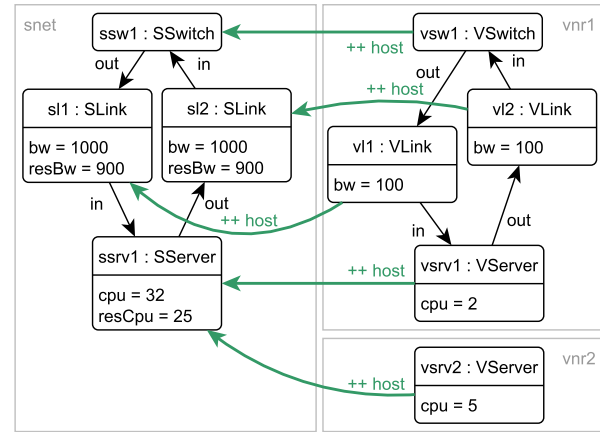 snet
ssw1 : SSwitch
out
in
sl1 : SLink
bw = 1000
resBw = 900
sl2 : SLink
bw = 1000
resBw = 900
in
out
ssrv1 : SServer
cpu = 32
resCpu = 25
++ host
++ host
++ host
++ host
++ host
vnr1
vsw1 : VSwitch
out
in
vl2 : VLink
bw = 100
vl1 : VLink
bw = 100
in
out
vsrv1 : VServer
cpu = 2
vnr2
vsrv2 : VServer
cpu = 5